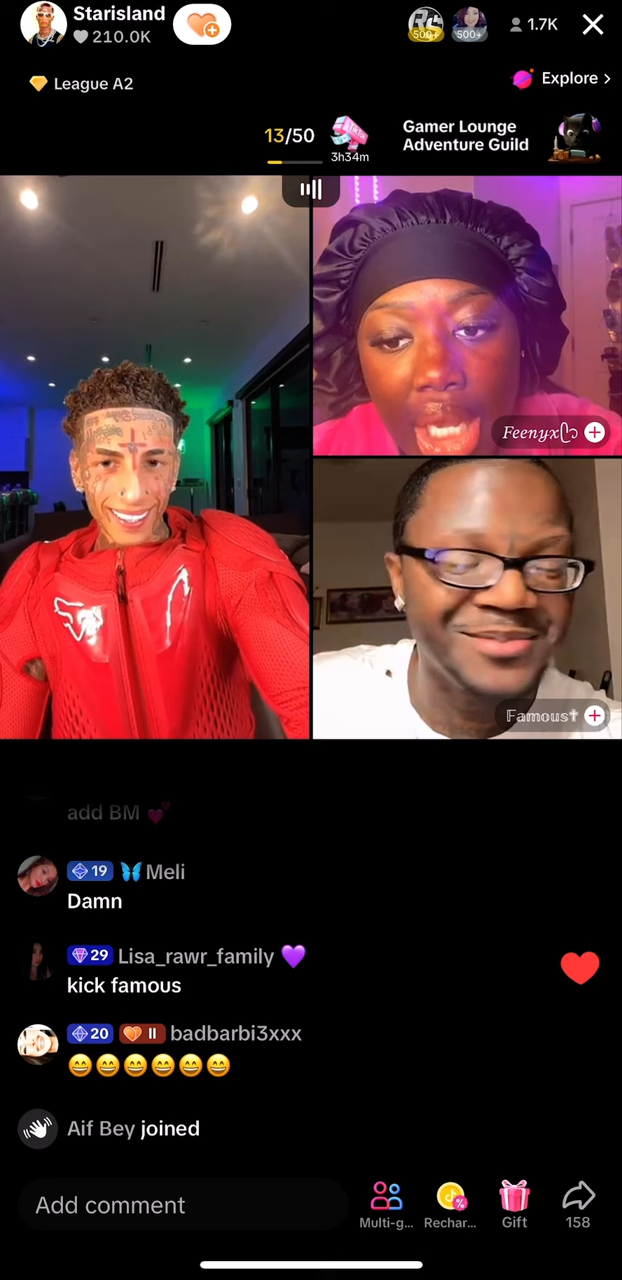 Starisland
210.0K
500+
500+
1.7K
League A2
Explore >
13/50
3h34m
Gamer Lounge
Adventure Guild
Feenyx
Famous✝
add BM 💕
19 🦋 Meli
Damn
29 Lisa_rawr_family 💜
kick famous
20 II badbarbi3xxx
😄😄😄😄😄😄
Aif Bey joined
Add comment
Multi-g...
Rechar...
Gift
158